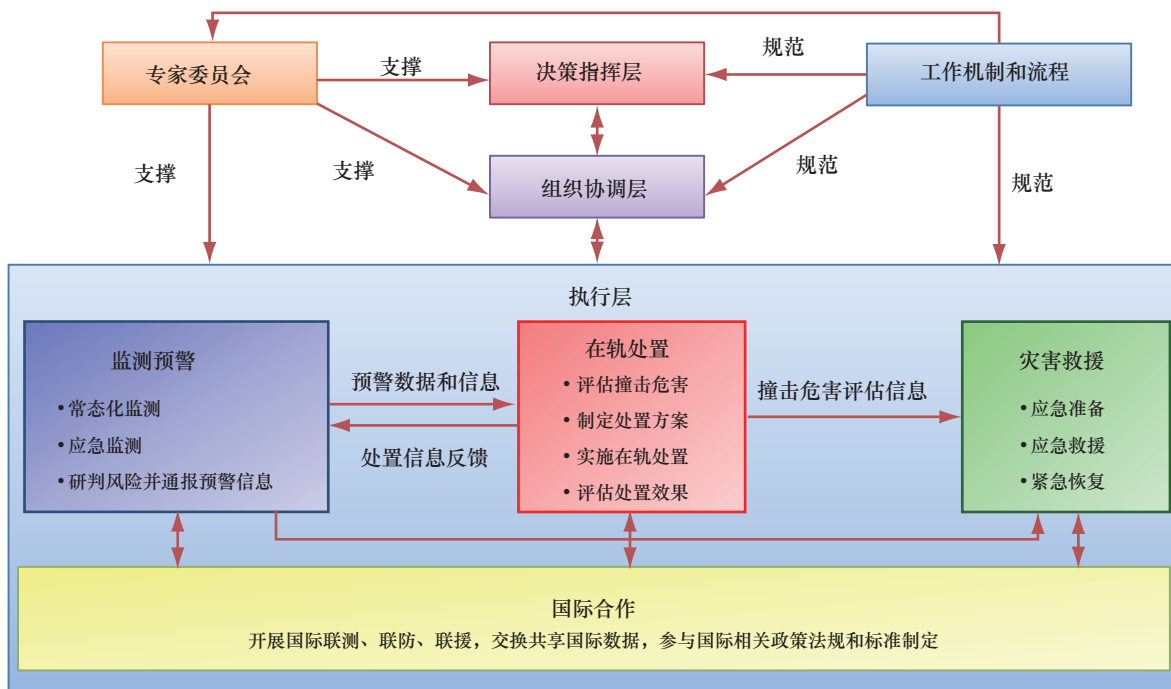 专家委员会
支撑
决策指挥层
规范
工作机制和流程
支撑
支撑
组织协调层
规范
规范
执行层
监测预警
•常态化监测
•应急监测
•研判风险并通报预警信息
预警数据和信息
处置信息反馈
在轨处置
•评估撞击危害
•制定处置方案
•实施在轨处置
•评估处置效果
撞击危害评估信息
灾害救援
•应急准备
•应急救援
•紧急恢复
国际合作
开展国际联测、联防、联援，交换共享国际数据，参与国际相关政策法规和标准制定